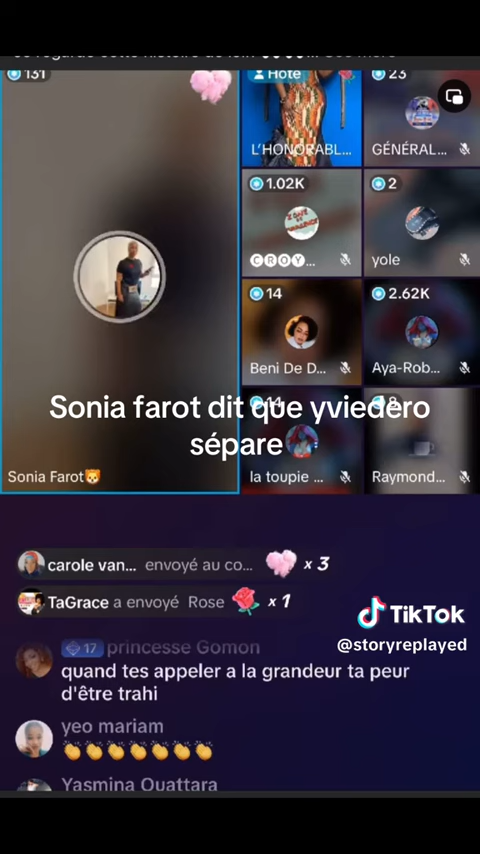 131
Hôte
L'HONORABL...
23
GÉNÉRAL...
1.02K
ⒸⓇⓄⓎ...
2
yole
14
Beni De D...
2.62K
Aya-Rob...
Sonia farot dit que yviedero
sépare
Sonia Farot🐯
la toupie ...
Raymond...
carole van... envoyé au co... x 3
TaGrace a envoyé Rose x 1
TikTok
@storyreplayed
17 princesse Gomon
quand tes appeler a la grandeur ta peur
d'être trahi
yeo mariam
👏👏👏👏👏👏👏
Yasmina Ouattara